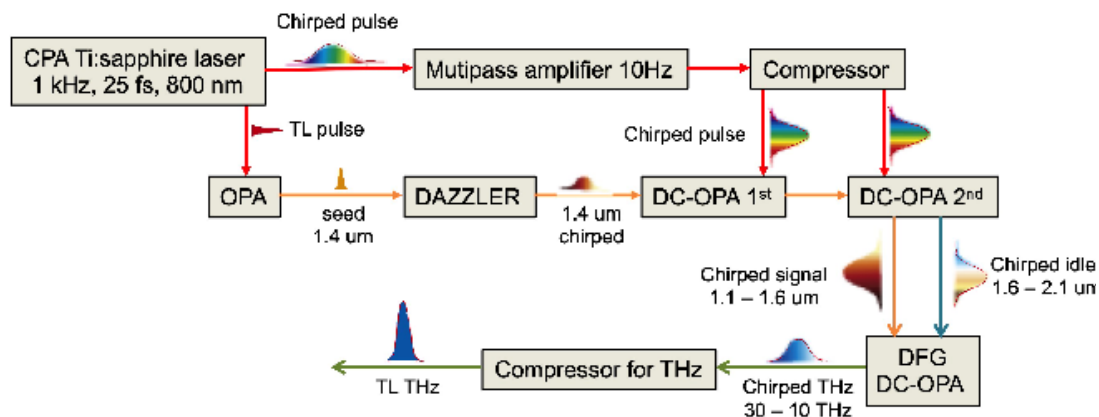 Chirped pulse
CPA Ti:sapphire laser
1 kHz, 25 fs, 800 nm
Mutipass amplifier 10Hz
Compressor
TL pulse
Chirped pulse
OPA
DAZZLER
DC-OPA 1st
DC-OPA 2nd
seed
1.4 um
1.4 um
chirped
Chirped signal
1.1 – 1.6 um
Chirped idle
1.6 – 2.1 um
DFG
DC-OPA
Compressor for THz
TL THz
Chirped THz
30 – 10 THz